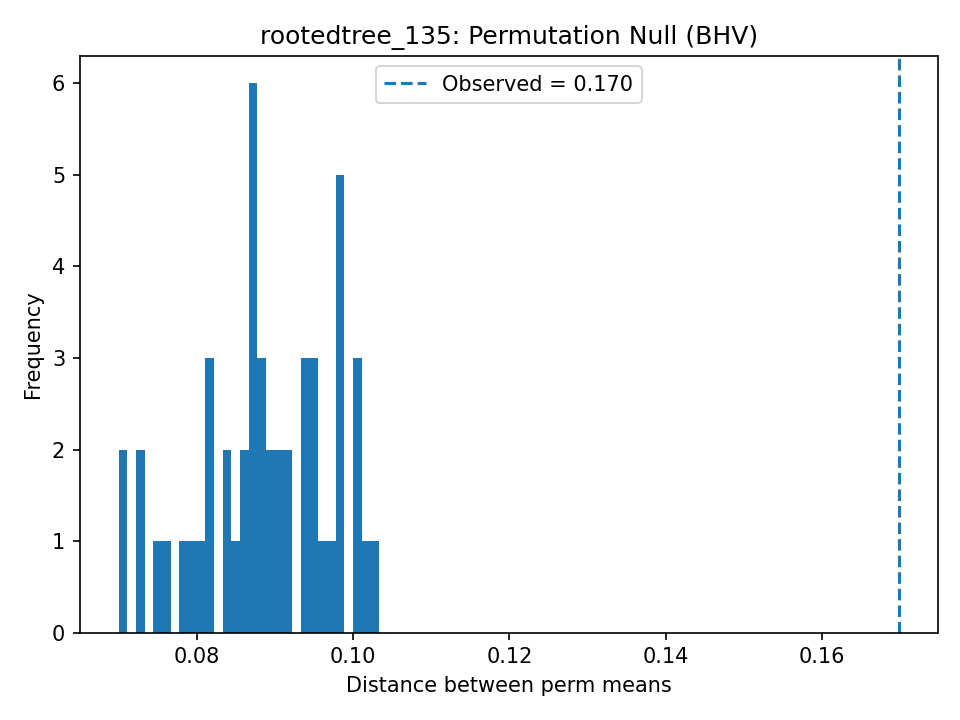 rootedtree_135: Permutation Null (BHV)
Observed = 0.170
6
5
4
3
2
1
0
Frequency
0.08 0.10 0.12 0.14 0.16
Distance between perm means